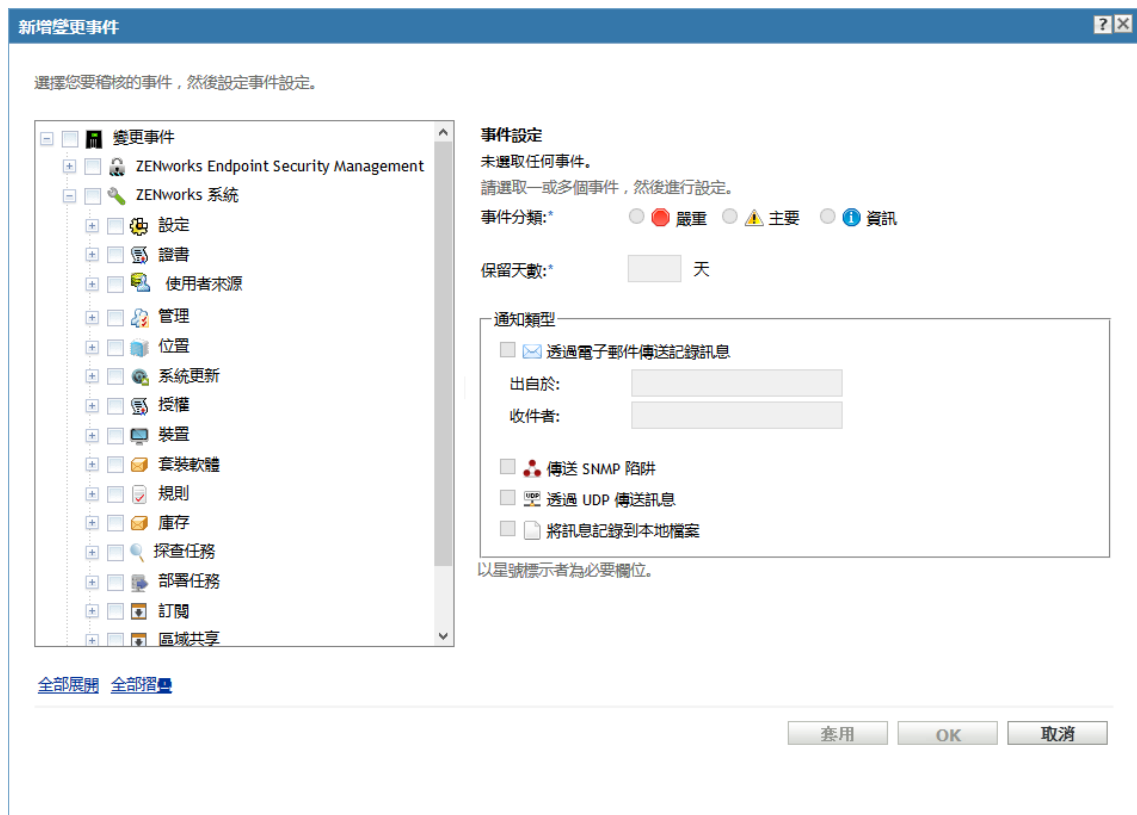 新增變更事件
選擇您要稽核的事件，然後設定事件設定。
變更事件
ZENworks Endpoint Security Management
ZENworks 系統
設定
證書
使用者來源
管理
位置
系統更新
授權
裝置
套裝軟體
規則
庫存
探查任務
部署任務
訂閱
區域共享
全部展開 全部摺疊
事件設定
未選取任何事件。
請選取一或多個事件，然後進行設定。
事件分類:* 嚴重 主要 資訊
保留天數:* 天
通知類型
透過電子郵件傳送記錄訊息
出自於:
收件者:
傳送 SNMP 陷阱
UDP 透過 UDP 傳送訊息
將訊息記錄到本地檔案
以星號標示者為必要欄位。
套用 OK 取消